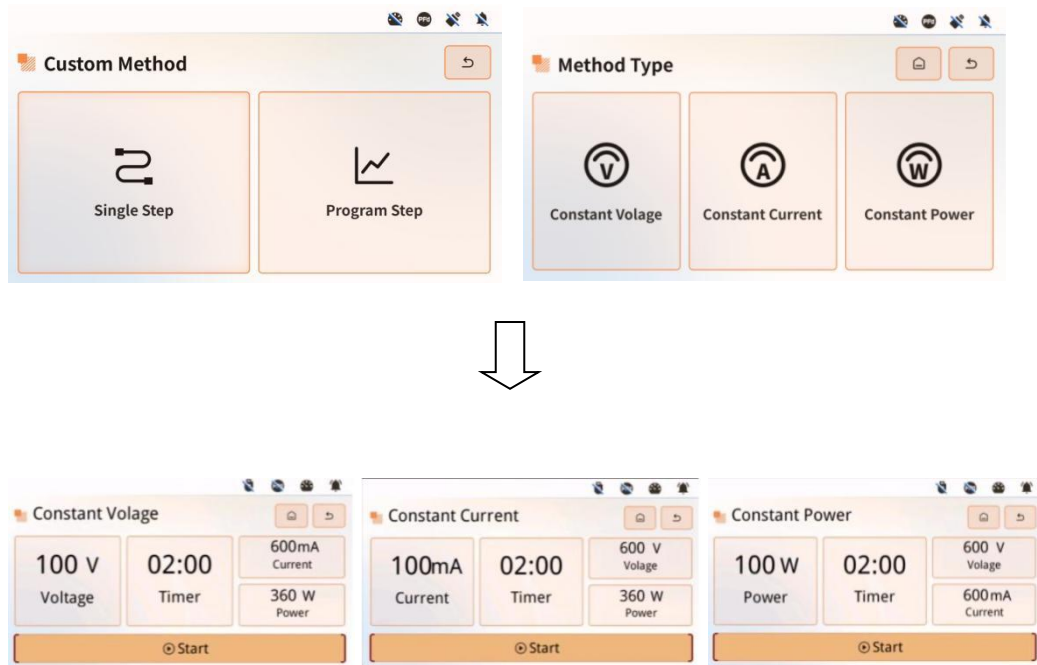 PFd
Custom Method
Single Step
Program Step
PFd
Method Type
V
Constant Volage
A
Constant Current
W
Constant Power
Constant Volage
100 V
Voltage
02:00
Timer
600mA
Current
360 W
Power
Start
Constant Current
100mA
Current
02:00
Timer
600 V
Volage
360 W
Power
Start
Constant Power
100 W
Power
02:00
Timer
600 V
Volage
600mA
Current
Start